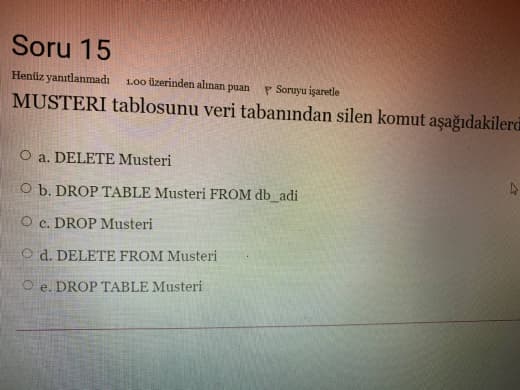 Soru 15
Henüz yanıtlanmadı 1.00 üzerinden alınan puan Soruyu işaretle
MUSTERI tablosunu veri tabanından silen komut aşağıdakilerd
a. DELETE Musteri
b. DROP TABLE Musteri FROM db_adi
c. DROP Musteri
d. DELETE FROM Musteri
e. DROP TABLE Musteri